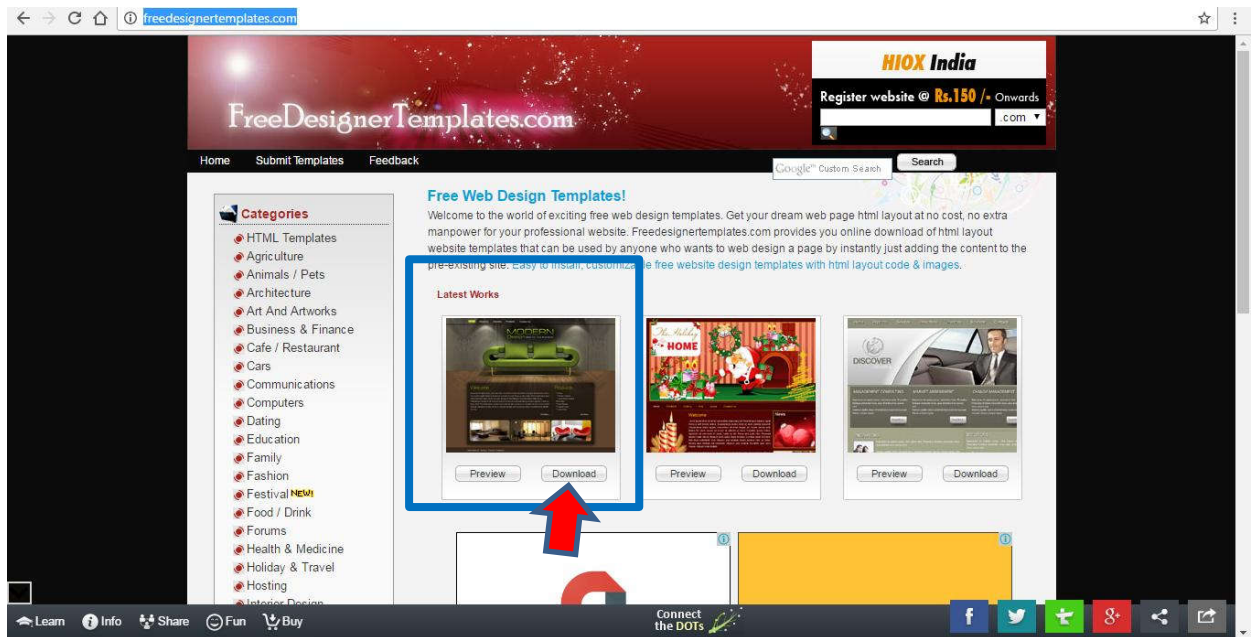 freedesignertemplates.com
HIOX India
Register website @ Rs.150 /- Onwards
.com
FreeDesignerTemplates.com
Home Submit Templates Feedback
Google™ Custom Search Search
Categories
HTML Templates
Agriculture
Animals / Pets
Architecture
Art And Artworks
Business & Finance
Cafe / Restaurant
Cars
Communications
Computers
Dating
Education
Family
Fashion
Festival NEW!
Food / Drink
Forums
Health & Medicine
Holiday & Travel
Hosting
Interior Design
Free Web Design Templates!
Welcome to the world of exciting free web design templates. Get your dream web page html layout at no cost, no extra
manpower for your professional website. Freedesignertemplates.com provides you online download of html layout
website templates that can be used by anyone who wants to web design a page by instantly just adding the content to the
pre-existing site. Easy to install, customizable free website design templates with html layout code & images.
Latest Works
MODERN
The Holiday
HOME
Welcome
News
DISCOVER
Preview Download
Preview Download
Preview Download
Learn Info Share Fun Buy
Connect
the DOTs